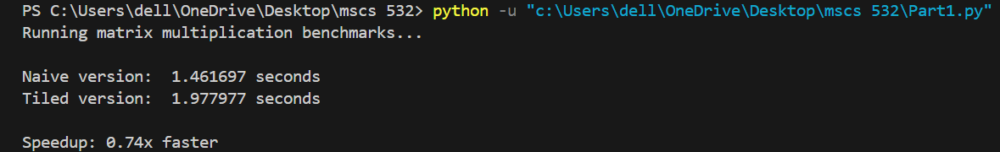 PS C:\Users\dell\OneDrive\Desktop\mscs 532> python -u "c:\Users\dell\OneDrive\Desktop\mscs 532\Part1.py"
Running matrix multiplication benchmarks...
Naive version:  1.461697 seconds
Tiled version:  1.977977 seconds
Speedup: 0.74x faster